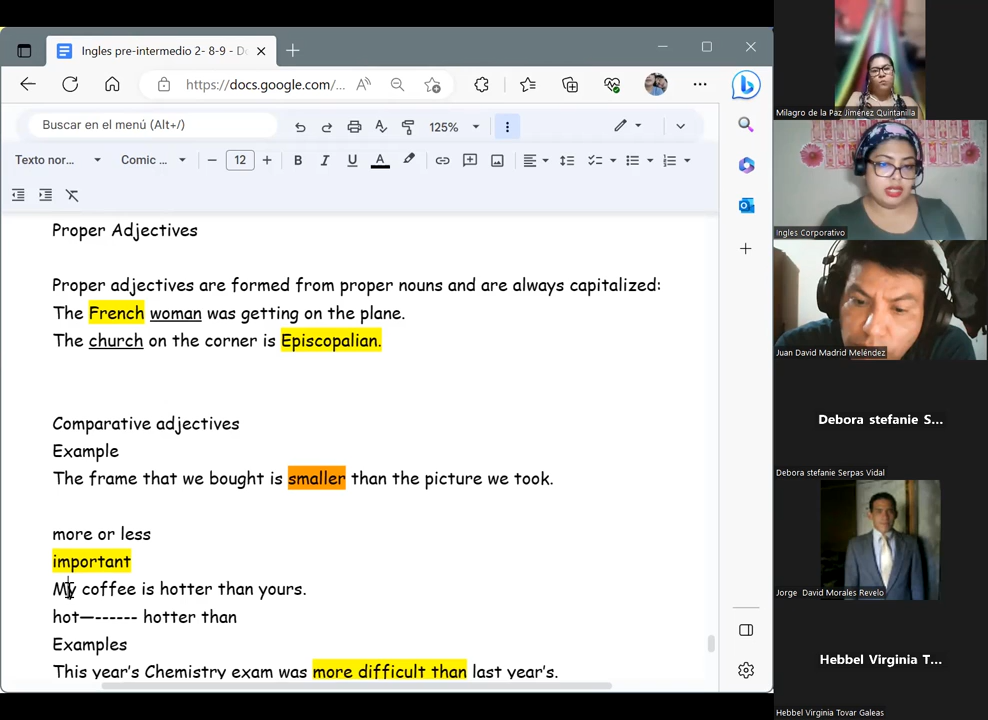 Ingles pre-intermedio 2- 8-9 - D
https://docs.google.com/...
Buscar en el menú (Alt+/)
125%
Texto nor...
Comic ...
12
B I U A
Proper Adjectives
Proper adjectives are formed from proper nouns and are always capitalized:
The French woman was getting on the plane.
The church on the corner is Episcopalian.
Comparative adjectives
Example
The frame that we bought is smaller than the picture we took.
more or less
important
My coffee is hotter than yours.
hot—------ hotter than
Examples
This year's Chemistry exam was more difficult than last year's.
Milagro de la Paz Jiménez Quintanilla
Ingles Corporativo
Juan David Madrid Meléndez
Debora stefanie S...
Debora stefanie Serpas Vidal
Jorge David Morales Revelo
Hebbel Virginia T...
Hebbel Virginia Tovar Galeas